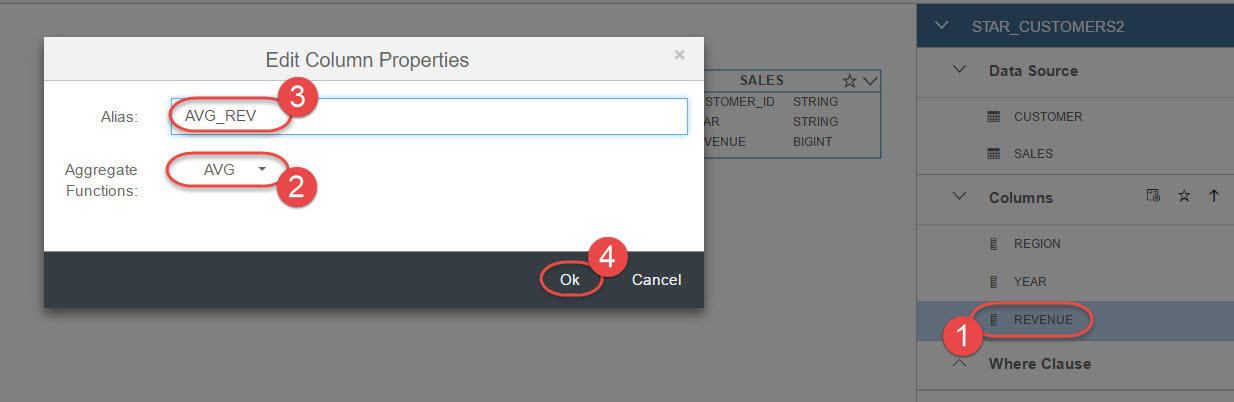 Edit Column Properties
×
Alias:
AVG_REV
3
Aggregate
Functions:
AVG
2
Ok
4
Cancel
SALES
STOMER_ID STRING
AR STRING
VENUE BIGINT
STAR_CUSTOMERS2
Data Source
CUSTOMER
SALES
Columns
REGION
YEAR
REVENUE
1
Where Clause